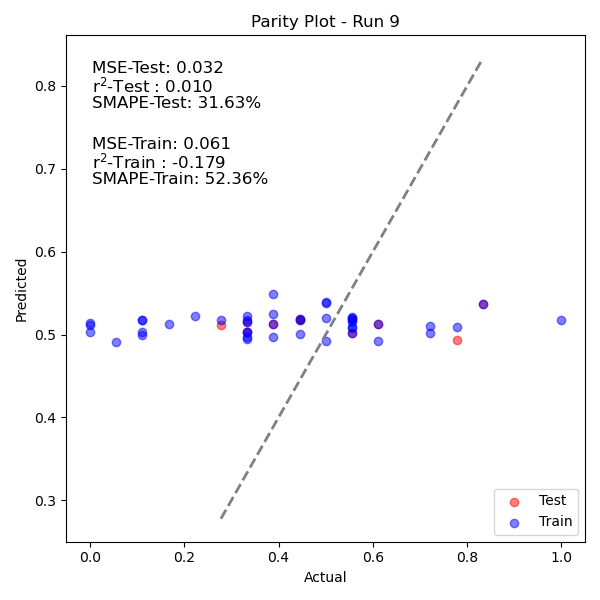 Parity Plot - Run 9
MSE-Test: 0.032
r²-Test : 0.010
SMAPE-Test: 31.63%
MSE-Train: 0.061
r²-Train : -0.179
SMAPE-Train: 52.36%
Predicted
0.8
0.7
0.6
0.5
0.4
0.3
Test
Train
0.0 0.2 0.4 0.6 0.8 1.0
Actual